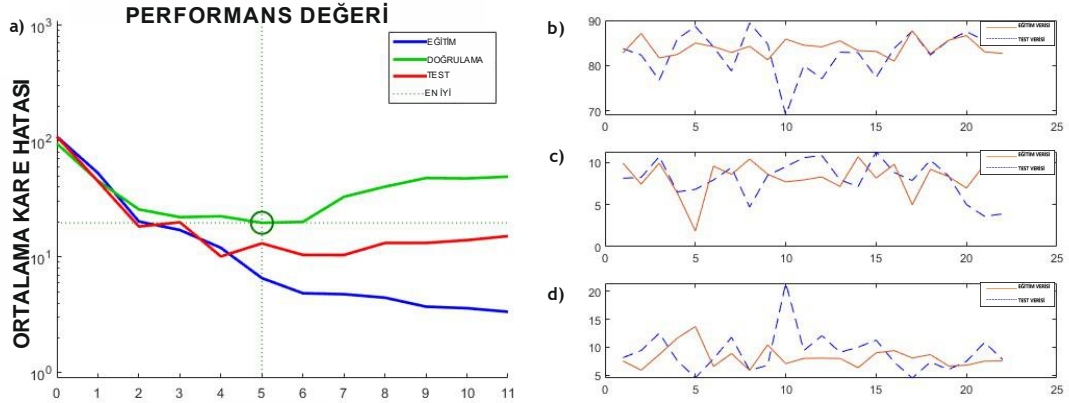 PERFORMANS DEĞERİ
a)
ORTALAMA KARE HATASI
10³
10²
10¹
10⁰
0 1 2 3 4 5 6 7 8 9 10 11
EĞİTİM
DOĞRULAMA
TEST
EN İYİ
b)
90
80
70
0 5 10 15 20 25
EĞİTİM VERİSİ
TEST VERİSİ
c)
10
5
0
0 5 10 15 20 25
EĞİTİM VERİSİ
TEST VERİSİ
d)
20
15
10
5
0 5 10 15 20 25
EĞİTİM VERİSİ
TEST VERİSİ